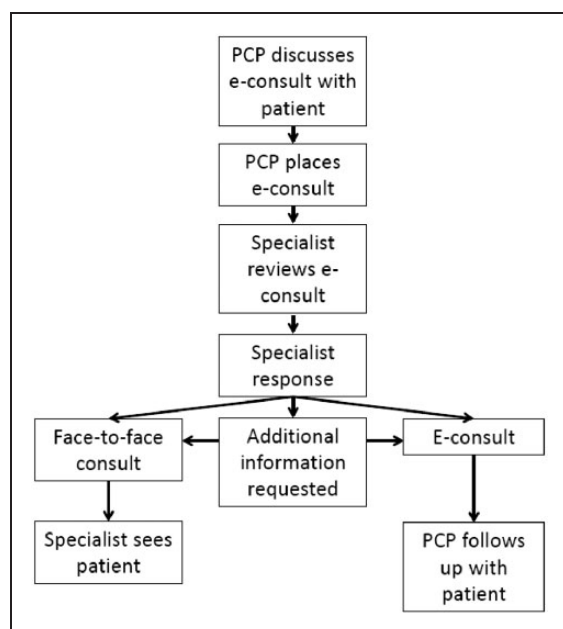 PCP discusses
e-consult with
patient
PCP places
e-consult
Specialist
reviews e-
consult
Specialist
response
Face-to-face
consult
Additional
information
requested
E-consult
Specialist sees
patient
PCP follows
up with
patient